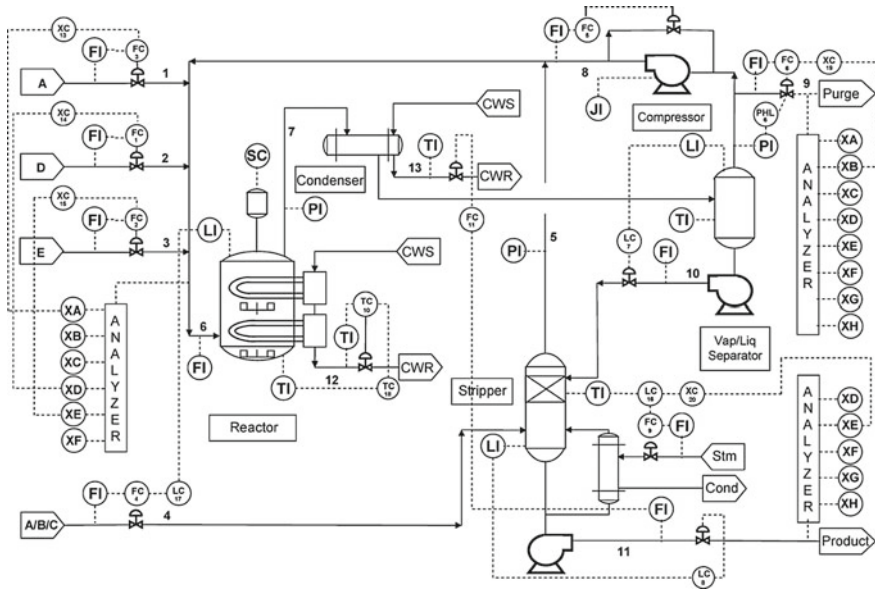 XC
13
FI
FC
3
A
1
XC
14
FI
FC
1
D
2
XC
15
FI
FC
2
E
3
LI
SC
7
CWS
Condenser
TI
13
CWR
PI
FC
11
CWS
TC
10
TI
CWR
12
TI
TC
18
6
FI
Reactor
XA
XB
XC
XD
XE
XF
ANALYZER
FI
FC
4
LC
17
A/B/C
4
FI
FC
5
8
JI
Compressor
FI
FC
6
XC
19
9
Purge
PHL
6
PI
LI
TI
LC
7
FI
10
Vap/Liq
Separator
PI
5
ANALYZER
XA
XB
XC
XD
XE
XF
XG
XH
Stripper
TI
LC
16
XC
20
FC
9
FI
Stm
Cond
LI
FI
11
LC
8
ANALYZER
XD
XE
XF
XG
XH
Product